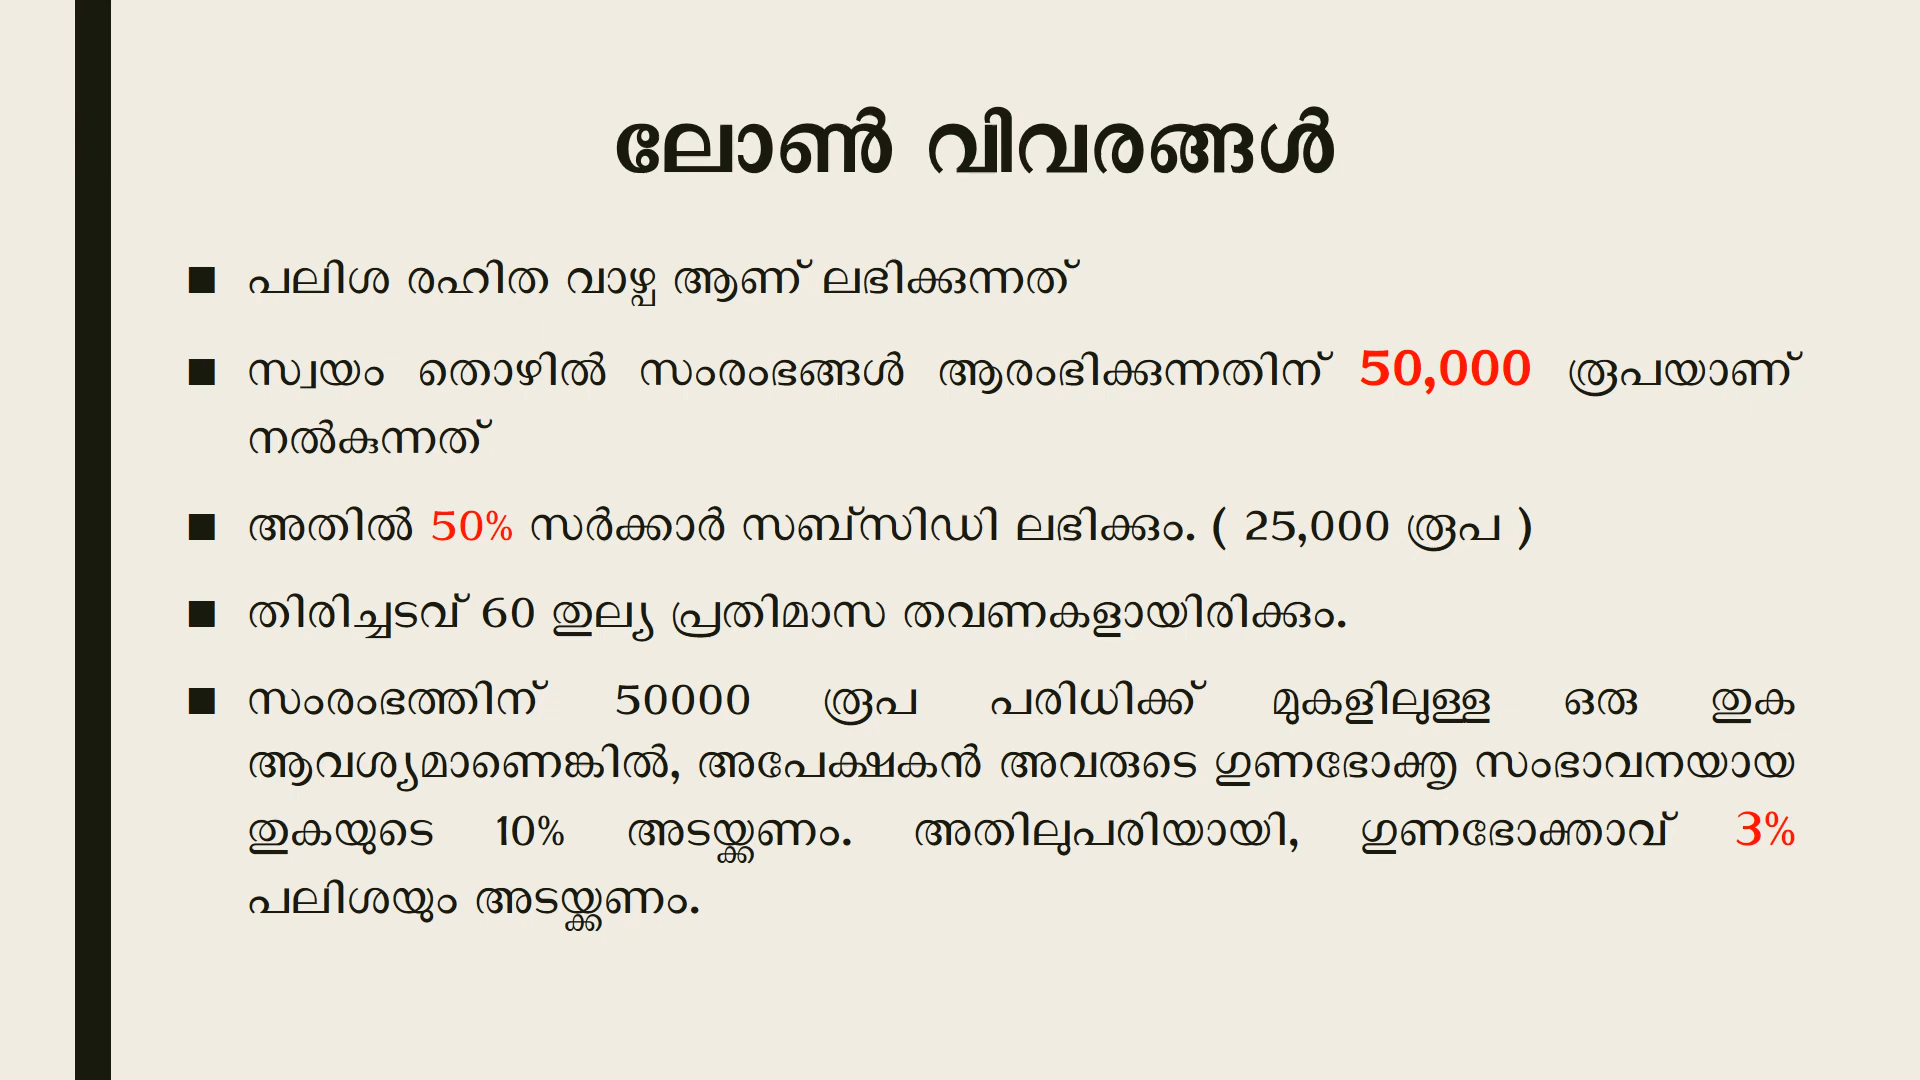 ലോൺ വിവരങ്ങൾ
■ പലിശ രഹിത വായ്പ ആണ് ലഭിക്കുന്നത്
■ സ്വയം തൊഴിൽ സംരംഭങ്ങൾ ആരംഭിക്കുന്നതിന് 50,000 രൂപയാണ്
നൽകുന്നത്
■ അതിൽ 50% സർക്കാർ സബ്സിഡി ലഭിക്കും. ( 25,000 രൂപ )
■ തിരിച്ചടവ് 60 തുല്യ പ്രതിമാസ തവണകളായിരിക്കും.
■ സംരംഭത്തിന് 50000 രൂപ പരിധിക്ക് മുകളിലുള്ള ഒരു തുക
ആവശ്യമാണെങ്കിൽ, അപേക്ഷകൻ അവരുടെ ഗുണഭോക്തൃ സംഭാവനയായ
തുകയുടെ 10% അടയ്ക്കണം. അതിലുപരിയായി, ഗുണഭോക്താവ് 3%
പലിശയും അടയ്ക്കണം.